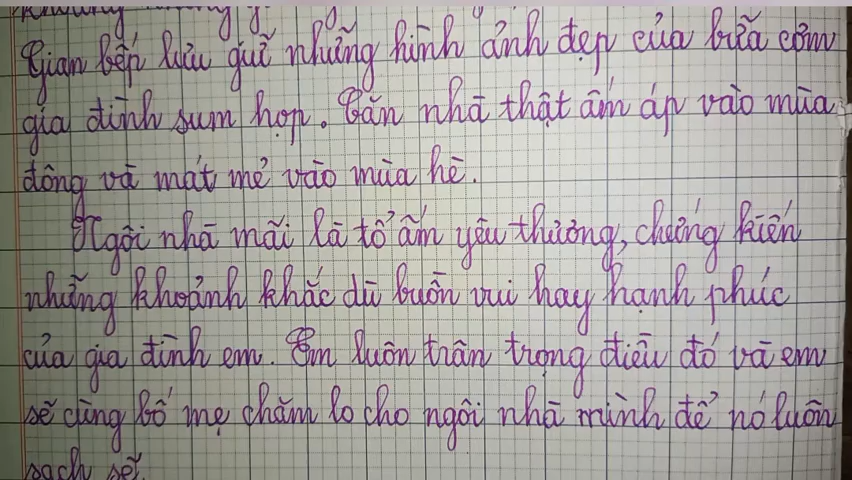 Gian bếp lưu giữ những hình ảnh đẹp của bữa cơm
gia đình sum họp. Căn nhà thật ấm áp vào mùa
đông và mát mẻ vào mùa hè.
Ngôi nhà mãi là tổ ấm yêu thương, chứng kiến
những khoảnh khắc dù buồn vui hay hạnh phúc
của gia đình em. Em luôn trân trọng điều đó và em
sẽ cùng bố mẹ chăm lo cho ngôi nhà mình để nó luôn
sạch sẽ